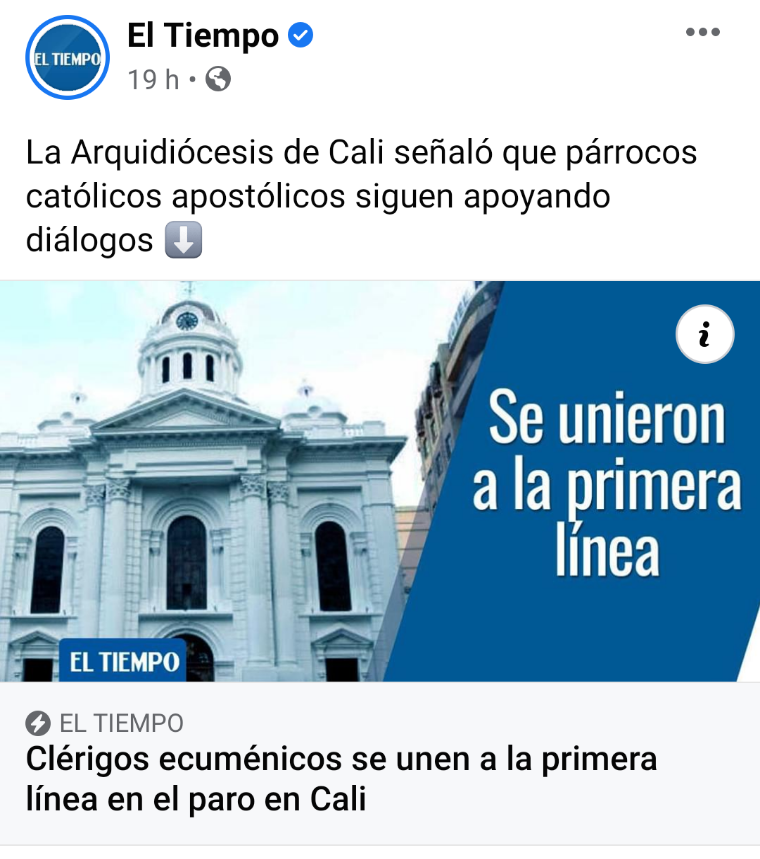 EL TIEMPO
El Tiempo
19 h
La Arquidiócesis de Cali señaló que párrocos
católicos apostólicos siguen apoyando
diálogos
Se unieron
a la primera
línea
EL TIEMPO
EL TIEMPO
Clérigos ecuménicos se unen a la primera
línea en el paro en Cali